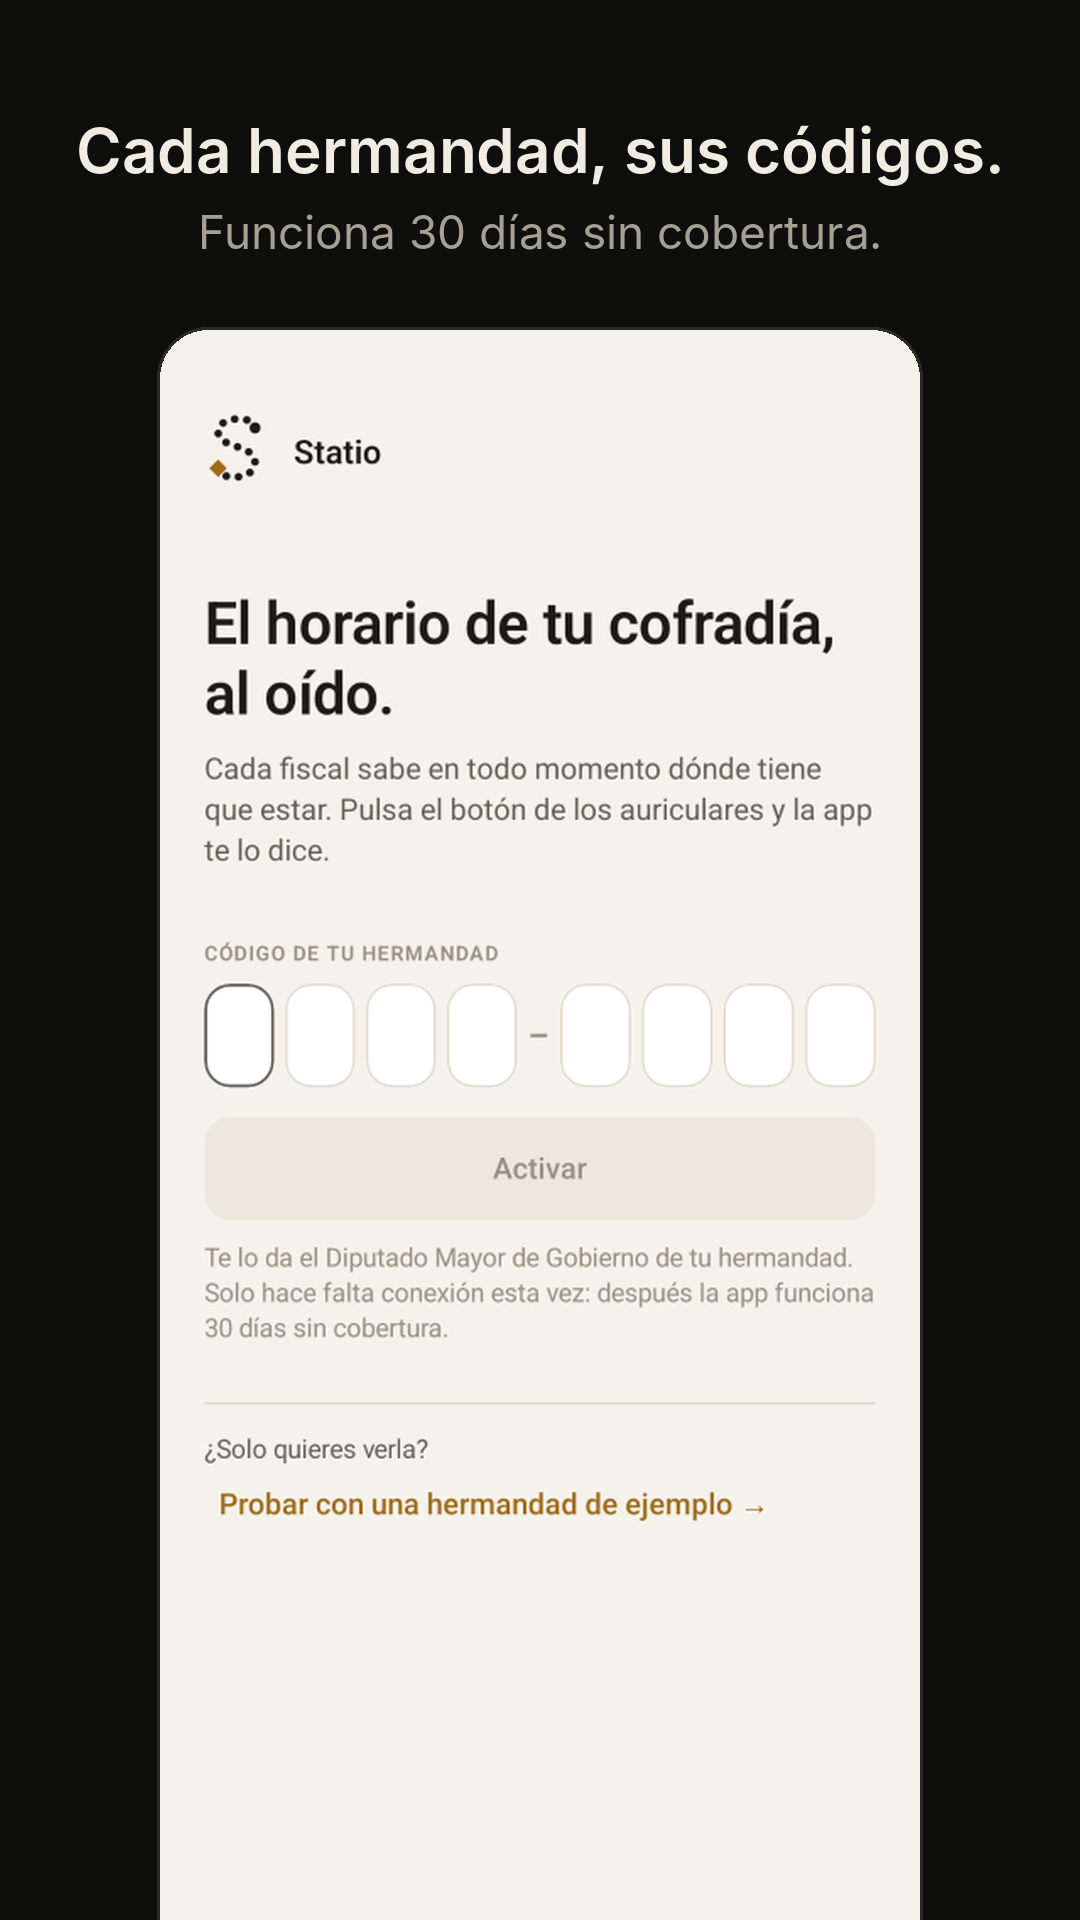 Cada hermandad, sus códigos.
Funciona 30 días sin cobertura.
Statio
El horario de tu cofradía,
al oído.
Cada fiscal sabe en todo momento dónde tiene
que estar. Pulsa el botón de los auriculares y la app
te lo dice.
CÓDIGO DE TU HERMANDAD
–
Activar
Te lo da el Diputado Mayor de Gobierno de tu hermandad.
Solo hace falta conexión esta vez: después la app funciona
30 días sin cobertura.
¿Solo quieres verla?
Probar con una hermandad de ejemplo →